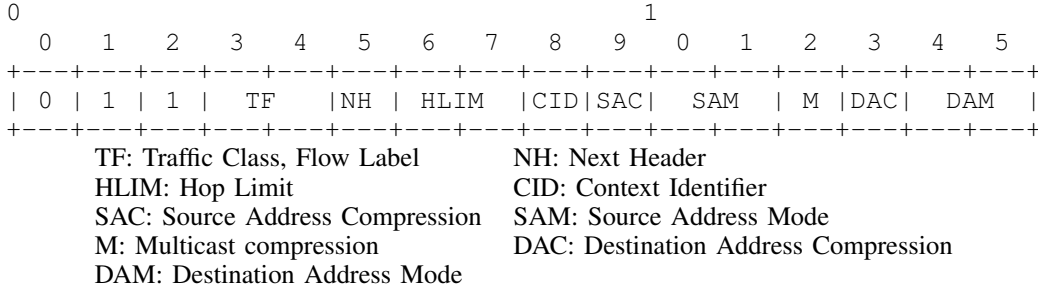 0                                       1
  0   1   2   3   4   5   6   7   8   9   0   1   2   3   4   5
+---+---+---+---+---+---+---+---+---+---+---+---+---+---+---+---+
| 0 | 1 | 1 |  TF   |NH | HLIM  |CID|SAC|  SAM  | M |DAC|  DAM  |
+---+---+---+---+---+---+---+---+---+---+---+---+---+---+---+---+
TF: Traffic Class, Flow Label NH: Next Header
HLIM: Hop Limit CID: Context Identifier
SAC: Source Address Compression SAM: Source Address Mode
M: Multicast compression DAC: Destination Address Compression
DAM: Destination Address Mode